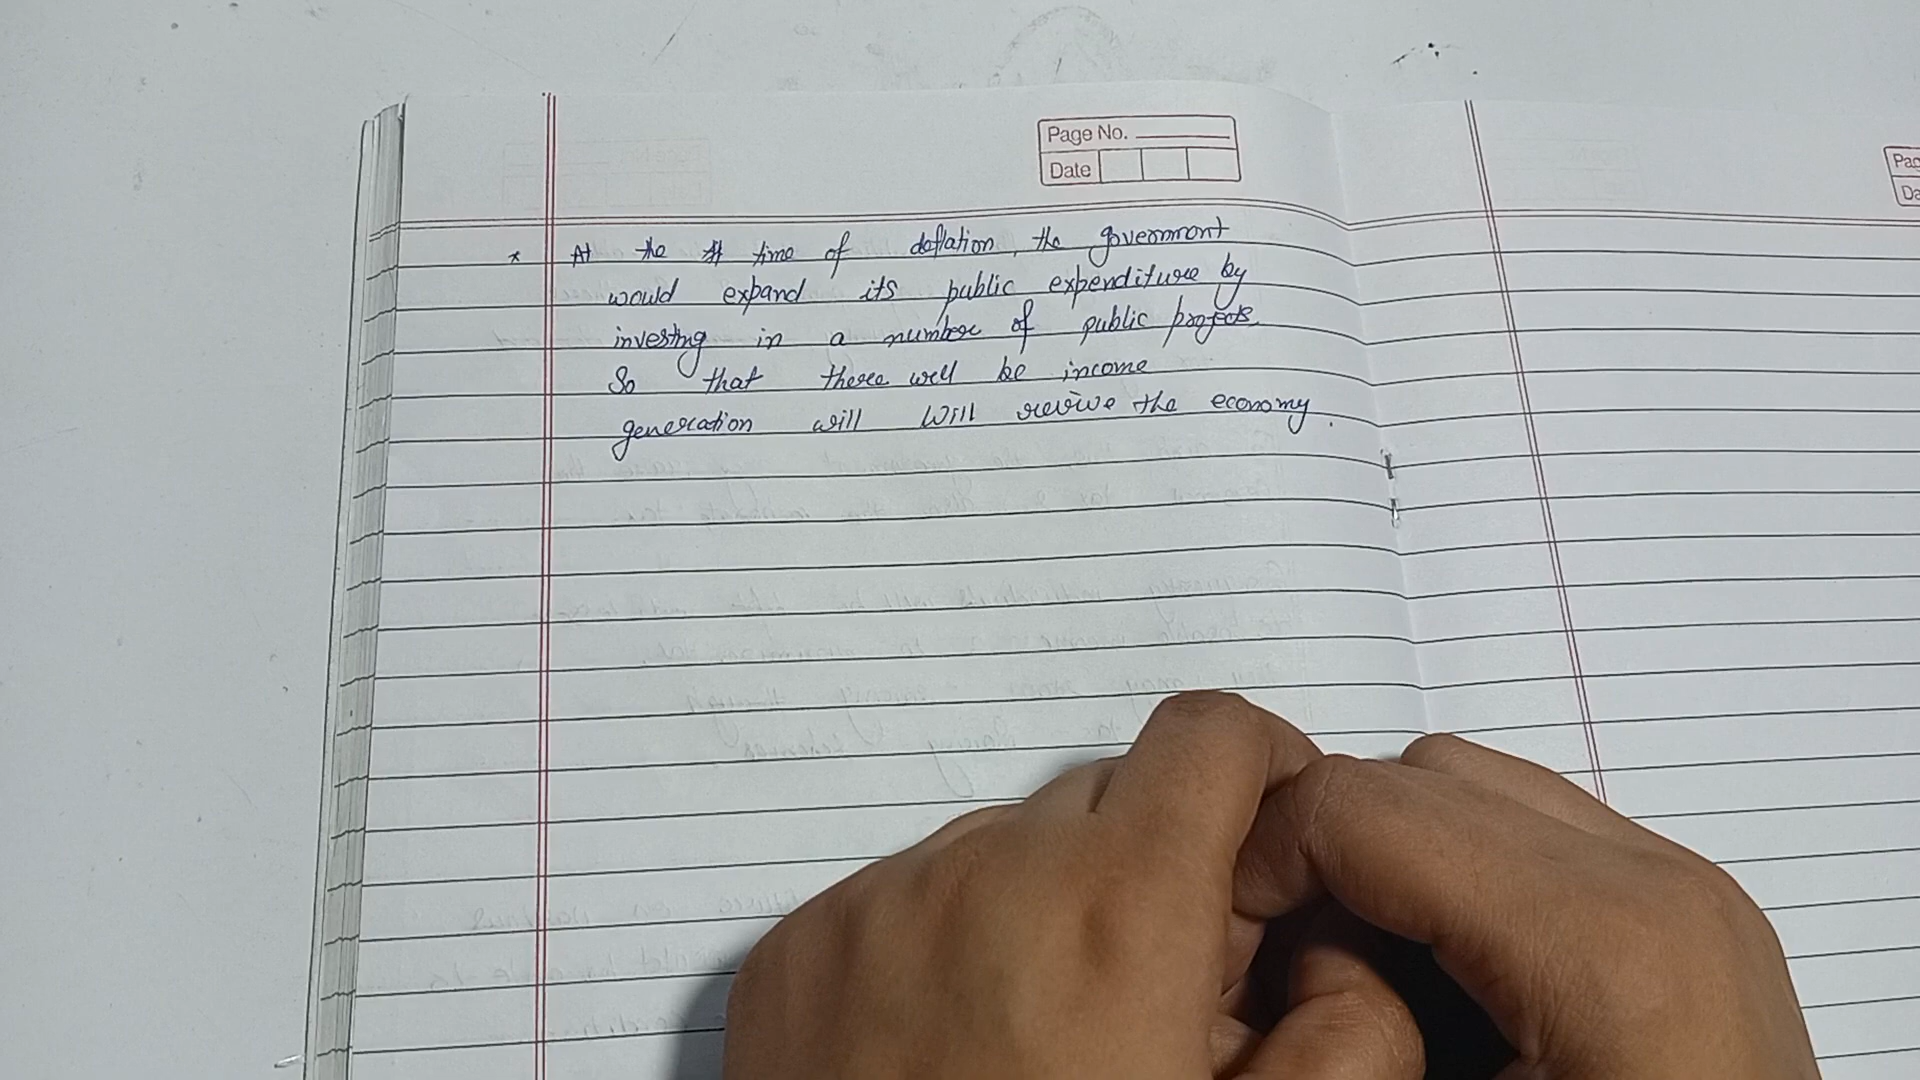 Page No.
Date
* At the time of deflation, the government
would expand its public expenditure by
investing in a number of public projects.
So that there will be income
generation will will revive the economy.